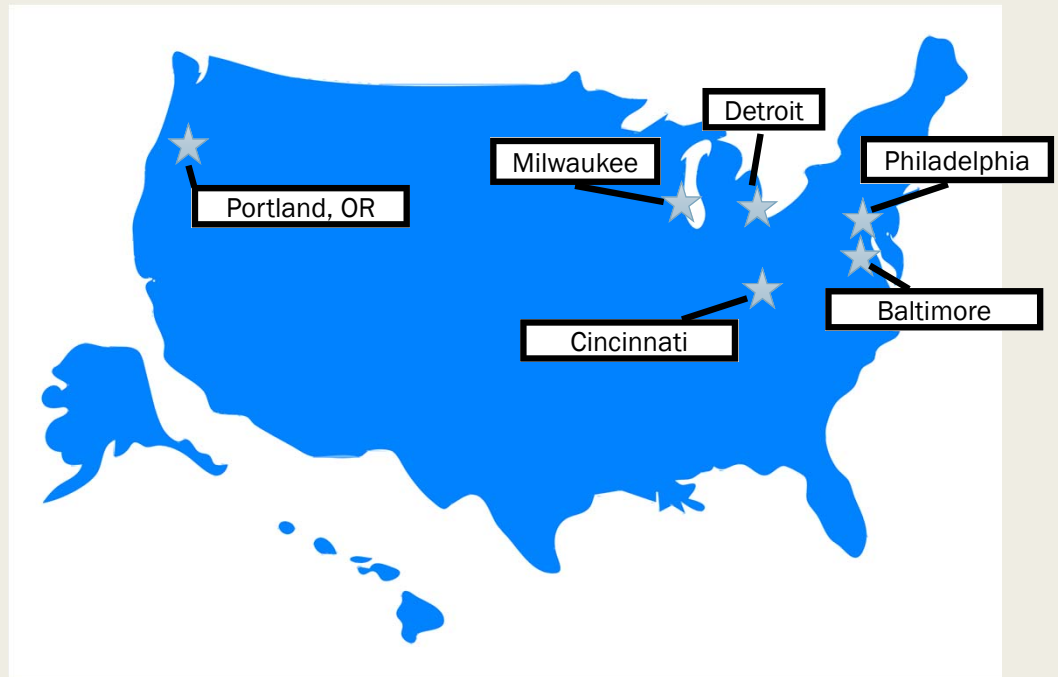 Detroit
Milwaukee
Philadelphia
Portland, OR
Baltimore
Cincinnati